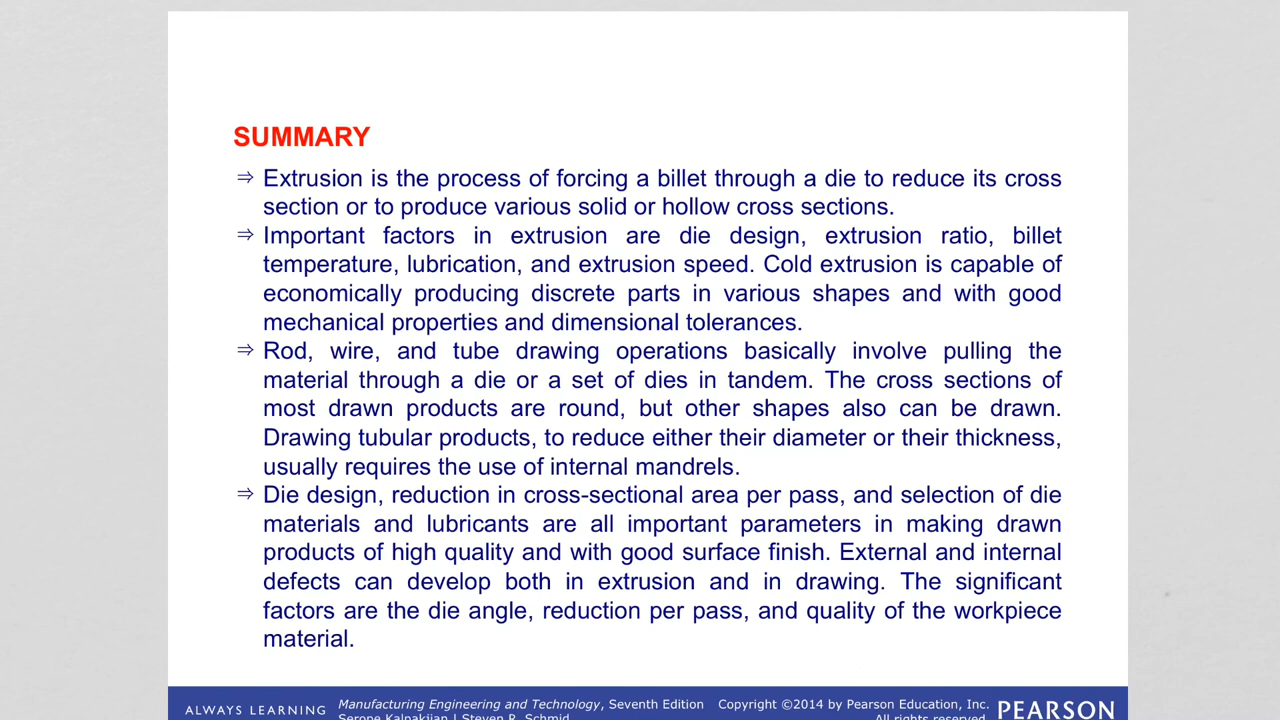 SUMMARY
⇒ Extrusion is the process of forcing a billet through a die to reduce its cross
section or to produce various solid or hollow cross sections.
⇒ Important factors in extrusion are die design, extrusion ratio, billet
temperature, lubrication, and extrusion speed. Cold extrusion is capable of
economically producing discrete parts in various shapes and with good
mechanical properties and dimensional tolerances.
⇒ Rod, wire, and tube drawing operations basically involve pulling the
material through a die or a set of dies in tandem. The cross sections of
most drawn products are round, but other shapes also can be drawn.
Drawing tubular products, to reduce either their diameter or their thickness,
usually requires the use of internal mandrels.
⇒ Die design, reduction in cross-sectional area per pass, and selection of die
materials and lubricants are all important parameters in making drawn
products of high quality and with good surface finish. External and internal
defects can develop both in extrusion and in drawing. The significant
factors are the die angle, reduction per pass, and quality of the workpiece
material.
ALWAYS LEARNING
Manufacturing Engineering and Technology, Seventh Edition
Serope Kalpakjian | Steven R. Schmid
Copyright ©2014 by Pearson Education, Inc.
All rights reserved.
PEARSON